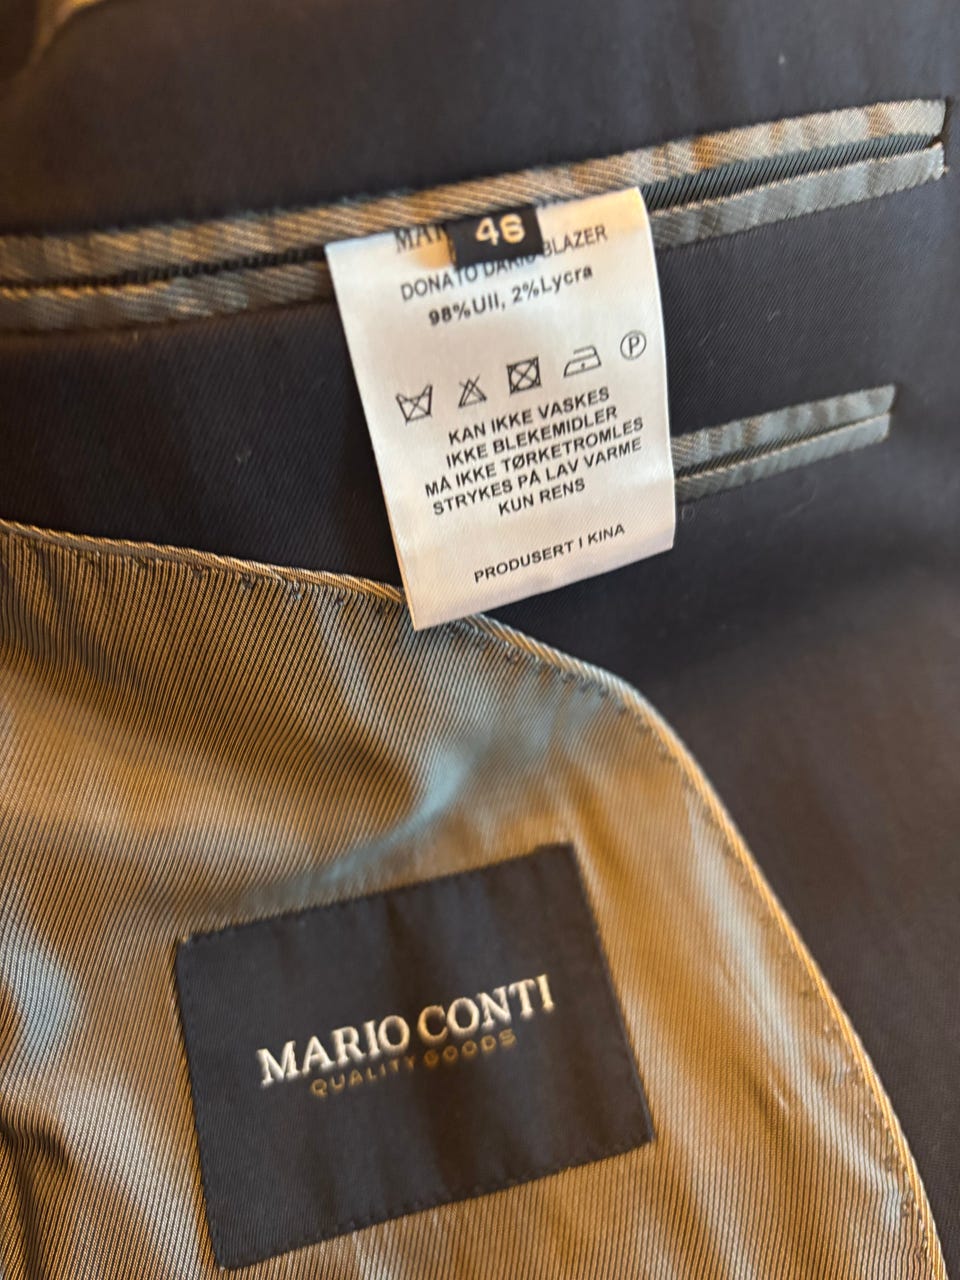 46
DONATO DARIO BLAZER
98%Ull, 2%Lycra
P
KAN IKKE VASKES
IKKE BLEKEMIDLER
MÅ IKKE TØRKETROMLES
STRYKES PÅ LAV VARME
KUN RENS
PRODUSERT I KINA
MARIO CONTI
QUALITY GOODS